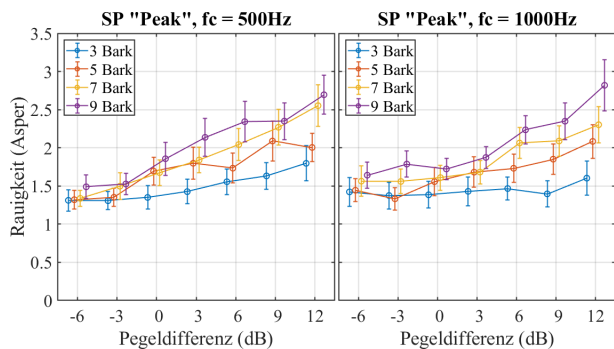 SP "Peak", fc = 500Hz
SP "Peak", fc = 1000Hz
3.5
3
2.5
2
1.5
1
0.5
0
Rauigkeit (Asper)
3 Bark
5 Bark
7 Bark
9 Bark
3 Bark
5 Bark
7 Bark
9 Bark
-6 -3 0 3 6 9 12
-6 -3 0 3 6 9 12
Pegeldifferenz (dB)
Pegeldifferenz (dB)